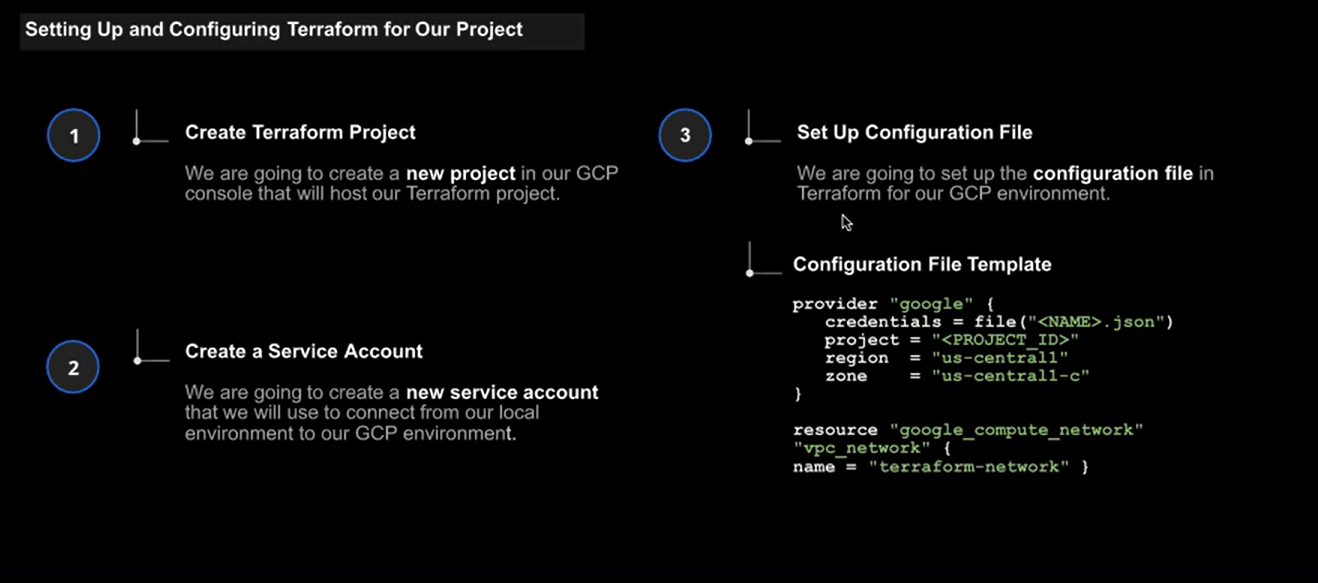 Setting Up and Configuring Terraform for Our Project
1
Create Terraform Project
We are going to create a new project in our GCP
console that will host our Terraform project.
2
Create a Service Account
We are going to create a new service account
that we will use to connect from our local
environment to our GCP environment.
3
Set Up Configuration File
We are going to set up the configuration file in
Terraform for our GCP environment.
Configuration File Template
provider "google" {
   credentials = file("<NAME>.json")
   project = "<PROJECT_ID>"
   region  = "us-central1"
   zone    = "us-central1-c"
}
resource "google_compute_network"
"vpc_network" {
name = "terraform-network" }